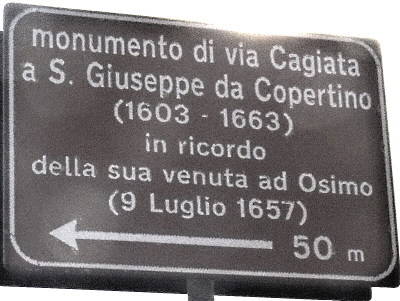 monumento di via Cagiata
a S. Giuseppe da Copertino
(1603 - 1663)
in ricordo
della sua venuta ad Osimo
(9 Luglio 1657)
50 m